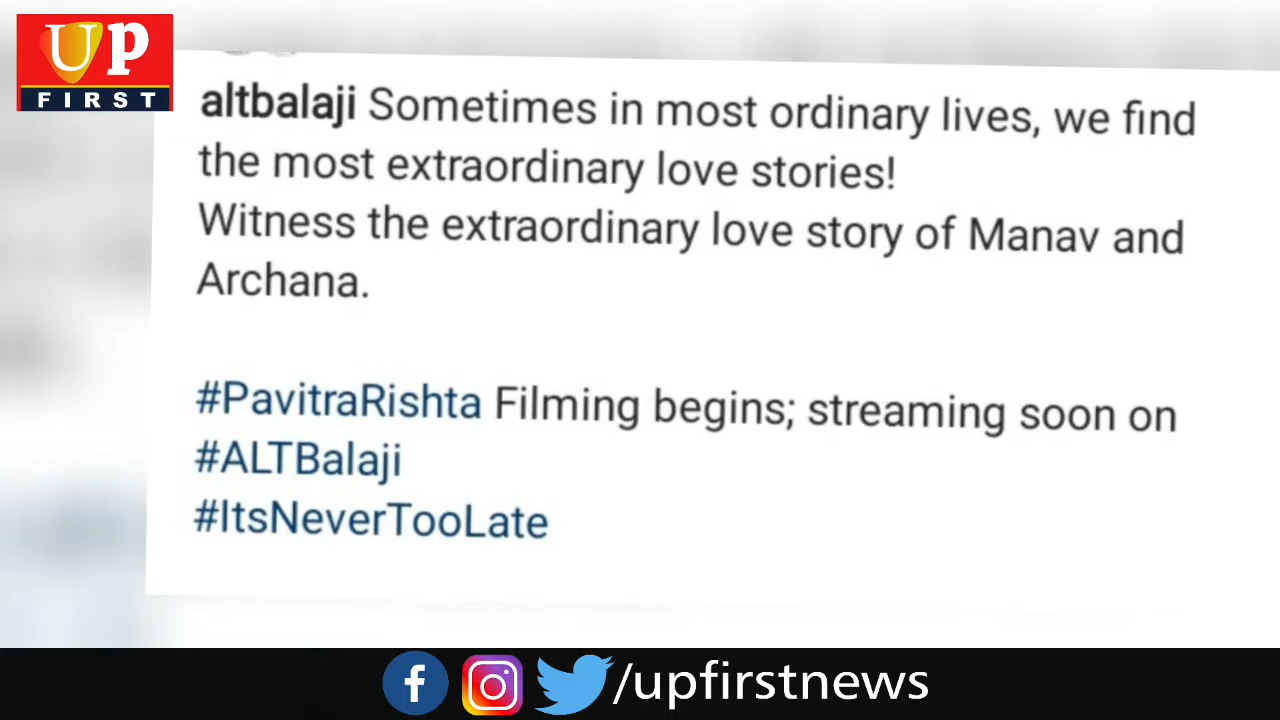 UP
FIRST
altbalaji Sometimes in most ordinary lives, we find
the most extraordinary love stories!
Witness the extraordinary love story of Manav and
Archana.
#PavitraRishta Filming begins; streaming soon on
#ALTBalaji
#ItsNeverTooLate
/upfirstnews